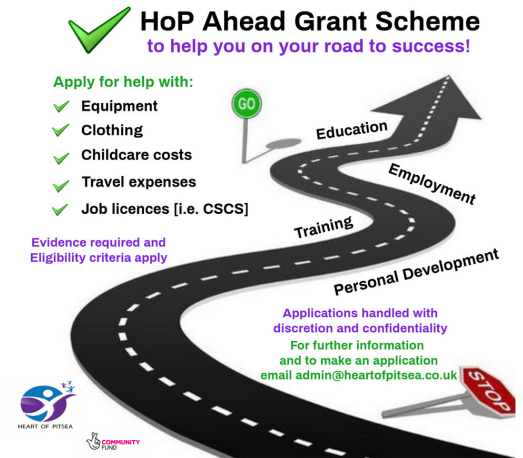 HoP Ahead Grant Scheme
to help you on your road to success!
Apply for help with:
Equipment
Clothing
Childcare costs
Travel expenses
Job licences [i.e. CSCS]
Evidence required and
Eligibility criteria apply
GO
Education
Employment
Training
Personal Development
Applications handled with
discretion and confidentiality
For further information
and to make an application
email admin@heartofpitsea.co.uk
STOP
HEART OF PITSEA
COMMUNITY
FUND